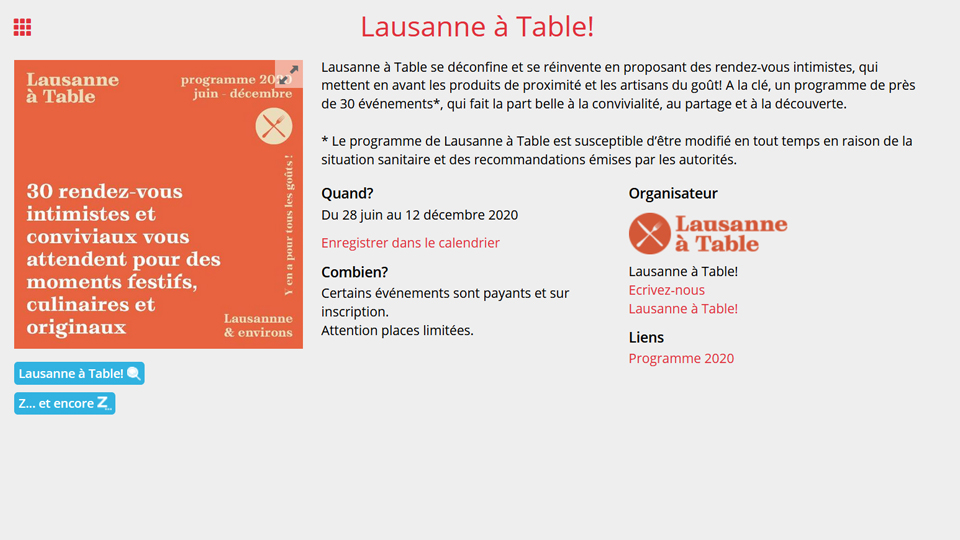 Lausanne à Table!
Lausanne
à Table
programme 2020
juin - décembre
Y en a pour tous les goûts !
30 rendez-vous
intimistes et
conviviaux vous
attendent pour des
moments festifs,
culinaires et
originaux
Lausannne
& environs
Lausanne à Table!
Z... et encore Z...
Lausanne à Table se déconfine et se réinvente en proposant des rendez-vous intimistes, qui
mettent en avant les produits de proximité et les artisans du goût! A la clé, un programme de près
de 30 événements*, qui fait la part belle à la convivialité, au partage et à la découverte.
* Le programme de Lausanne à Table est susceptible d'être modifié en tout temps en raison de la
situation sanitaire et des recommandations émises par les autorités.
Quand?
Du 28 juin au 12 décembre 2020
Enregistrer dans le calendrier
Combien?
Certains événements sont payants et sur
inscription.
Attention places limitées.
Organisateur
Lausanne
à Table
Lausanne à Table!
Ecrivez-nous
Lausanne à Table!
Liens
Programme 2020